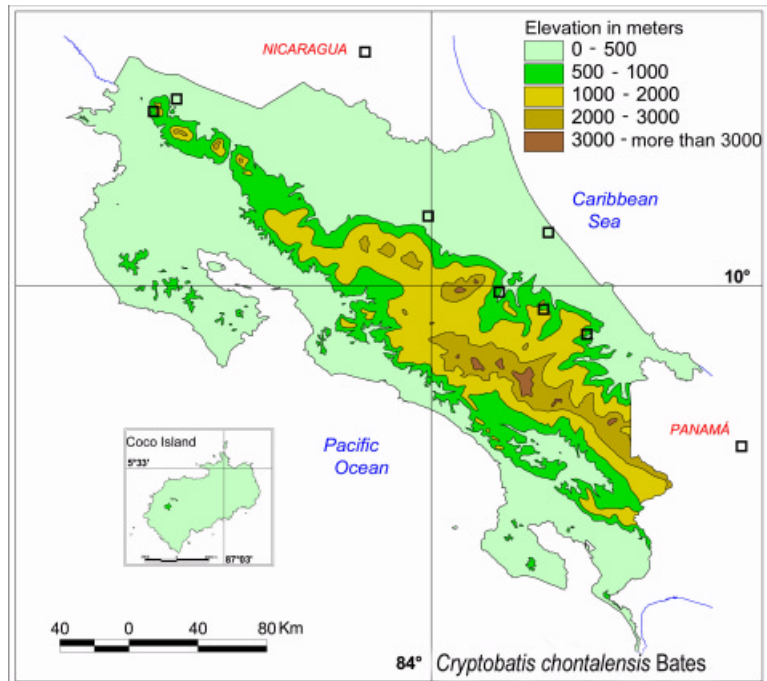 Elevation in meters
0 - 500
500 - 1000
1000 - 2000
2000 - 3000
3000 - more than 3000
NICARAGUA
Caribbean
Sea
10°
PANAMÁ
Pacific
Ocean
Coco Island
5°33'
87°03'
40 0 40 80 Km
84°
Cryptobatis chontalensis Bates